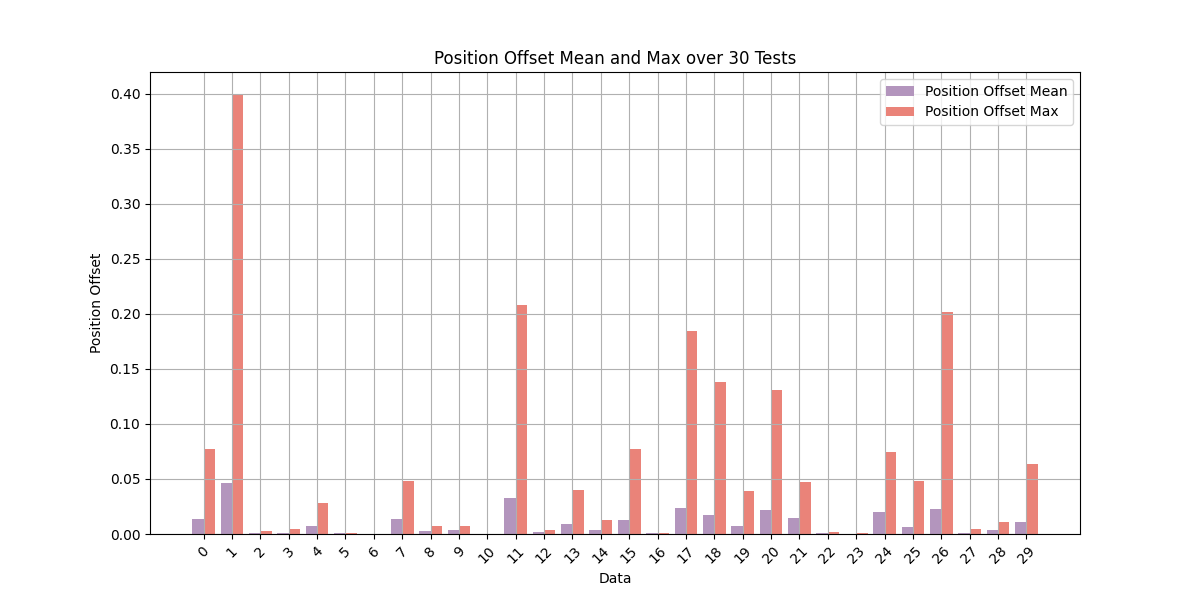 Position Offset Mean and Max over 30 Tests
Position Offset Mean
Position Offset Max
0.40
0.35
0.30
0.25
0.20
0.15
0.10
0.05
0.00
Position Offset
0 1 2 3 4 5 6 7 8 9 10 11 12 13 14 15 16 17 18 19 20 21 22 23 24 25 26 27 28 29
Data